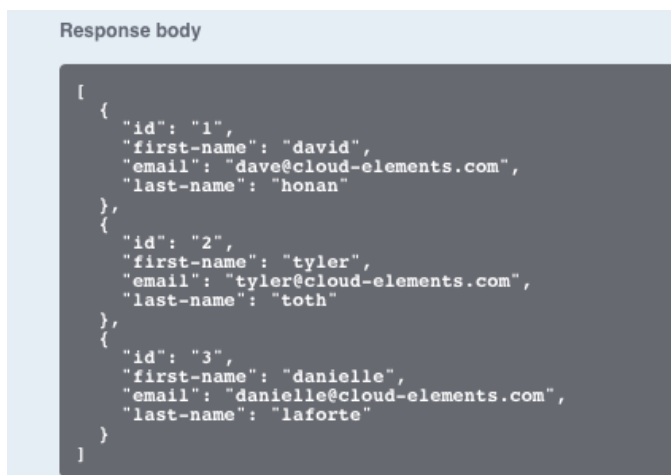 Response body
[
{
"id": "1",
"first-name": "david",
"email": "dave@cloud-elements.com",
"last-name": "honan"
},
{
"id": "2",
"first-name": "tyler",
"email": "tyler@cloud-elements.com",
"last-name": "toth"
},
{
"id": "3",
"first-name": "danielle",
"email": "danielle@cloud-elements.com",
"last-name": "laforte"
}
]